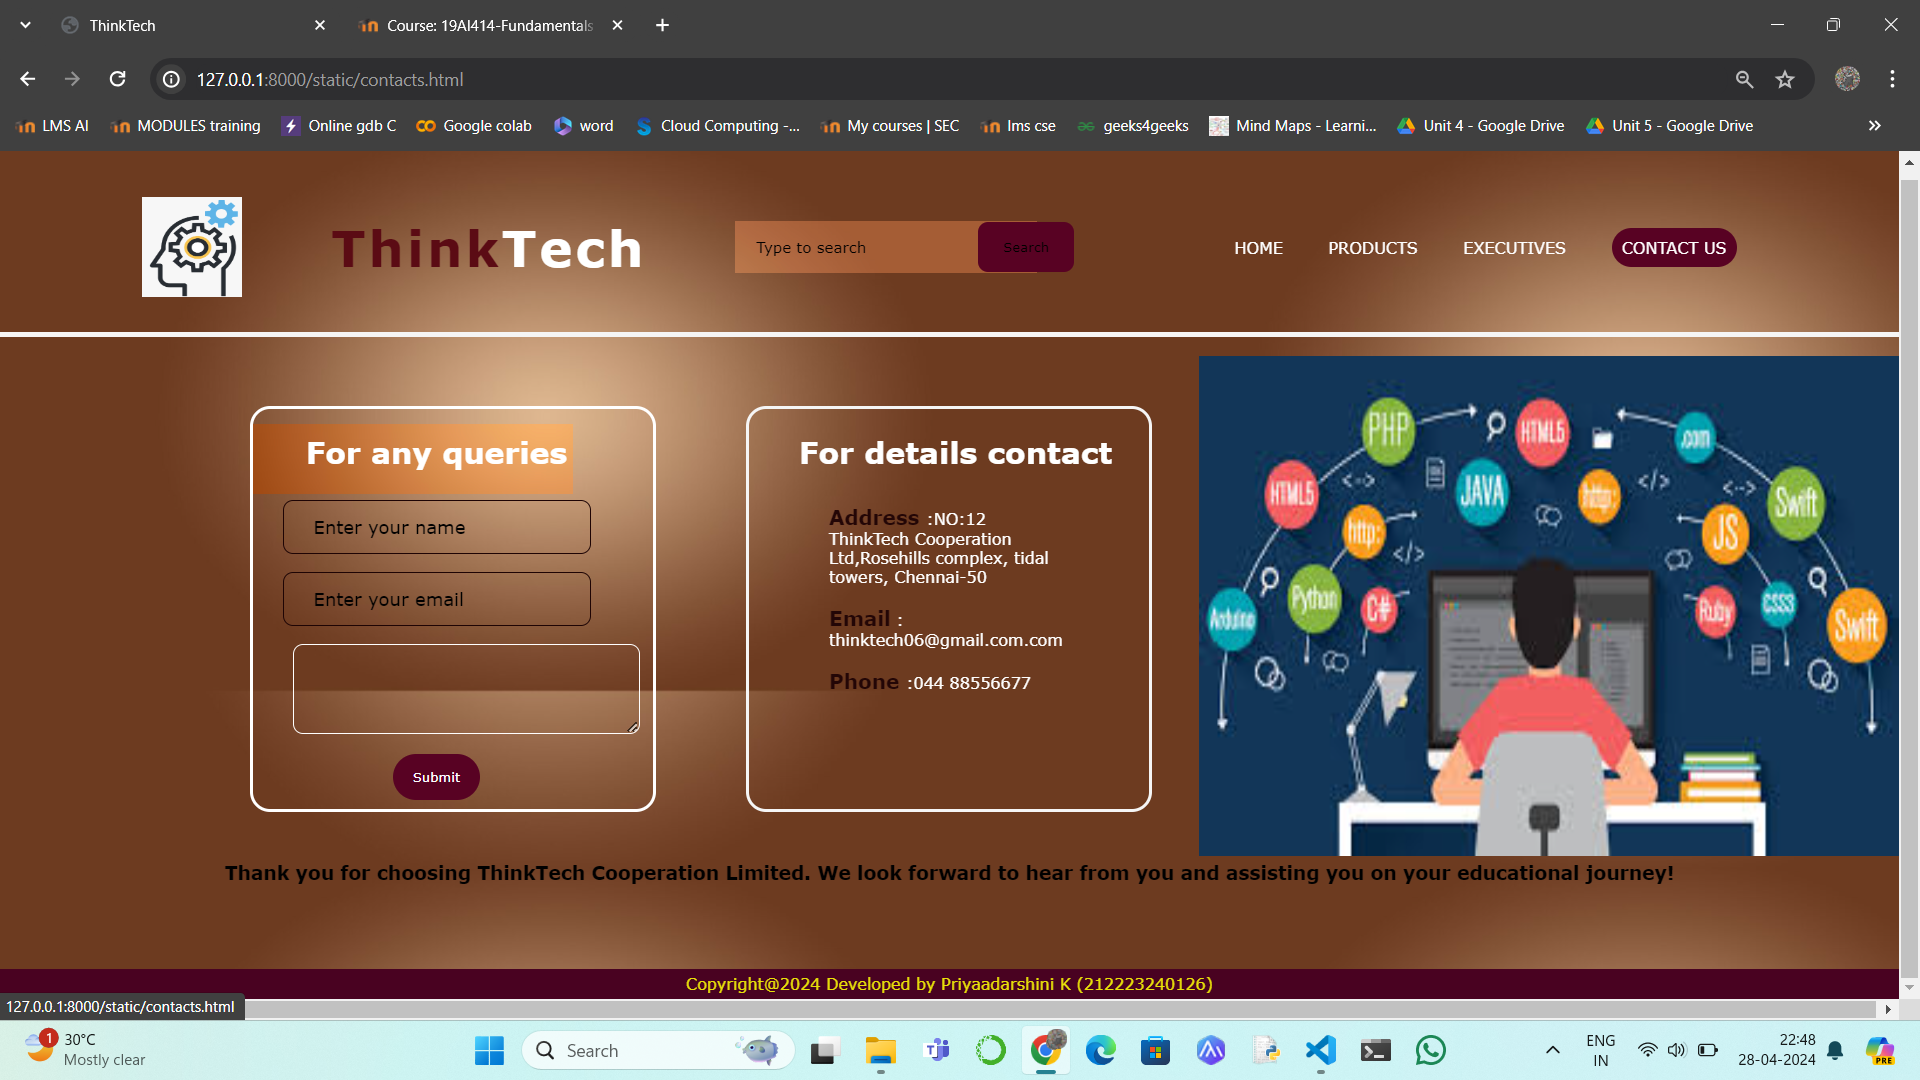 ThinkTech
Course: 19AI414-Fundamentals
127.0.0.1:8000/static/contacts.html
LMS AI
MODULES training
Online gdb C
Google colab
word
Cloud Computing -...
My courses | SEC
lms cse
geeks4geeks
Mind Maps - Learni...
Unit 4 - Google Drive
Unit 5 - Google Drive
»
ThinkTech
Type to search
Search
HOME
PRODUCTS
EXECUTIVES
CONTACT US
For any queries
Enter your name
Enter your email
Submit
For details contact
Address :NO:12
ThinkTech Cooperation
Ltd,Rosehills complex, tidal
towers, Chennai-50
Email :
thinktech06@gmail.com.com
Phone :044 88556677
PHP
HTML5
.com
HTML5
<-->
JAVA
http:
</>
<-->
Swift
http:
</>
JS
Arduino
Python
C#
Ruby
CSS3
Swift
Thank you for choosing ThinkTech Cooperation Limited. We look forward to hear from you and assisting you on your educational journey!
Copyright@2024 Developed by Priyaadarshini K (212223240126)
127.0.0.1:8000/static/contacts.html
1
30°C
Mostly clear
Search
ENG
IN
22:48
28-04-2024
PRE